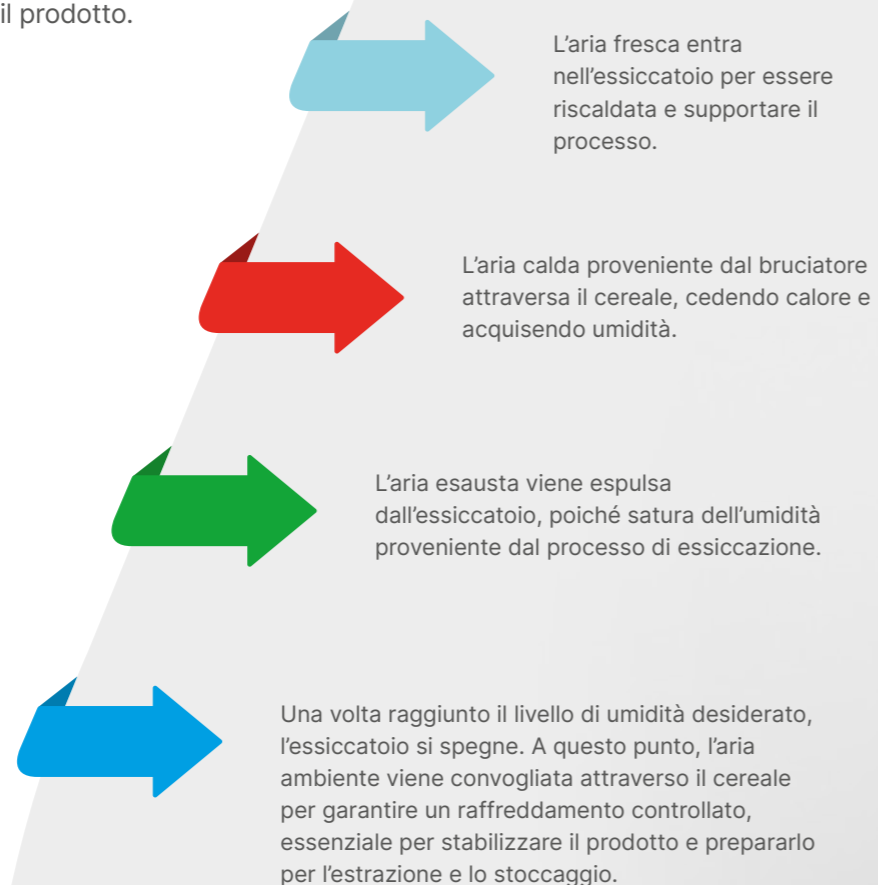 il prodotto.
L’aria fresca entra
nell’essiccatoio per essere
riscaldata e supportare il
processo.
L’aria calda proveniente dal bruciatore
attraversa il cereale, cedendo calore e
acquisendo umidità.
L’aria esausta viene espulsa
dall’essiccatoio, poiché satura dell’umidità
proveniente dal processo di essiccazione.
Una volta raggiunto il livello di umidità desiderato,
l’essiccatoio si spegne. A questo punto, l’aria
ambiente viene convogliata attraverso il cereale
per garantire un raffreddamento controllato,
essenziale per stabilizzare il prodotto e prepararlo
per l’estrazione e lo stoccaggio.